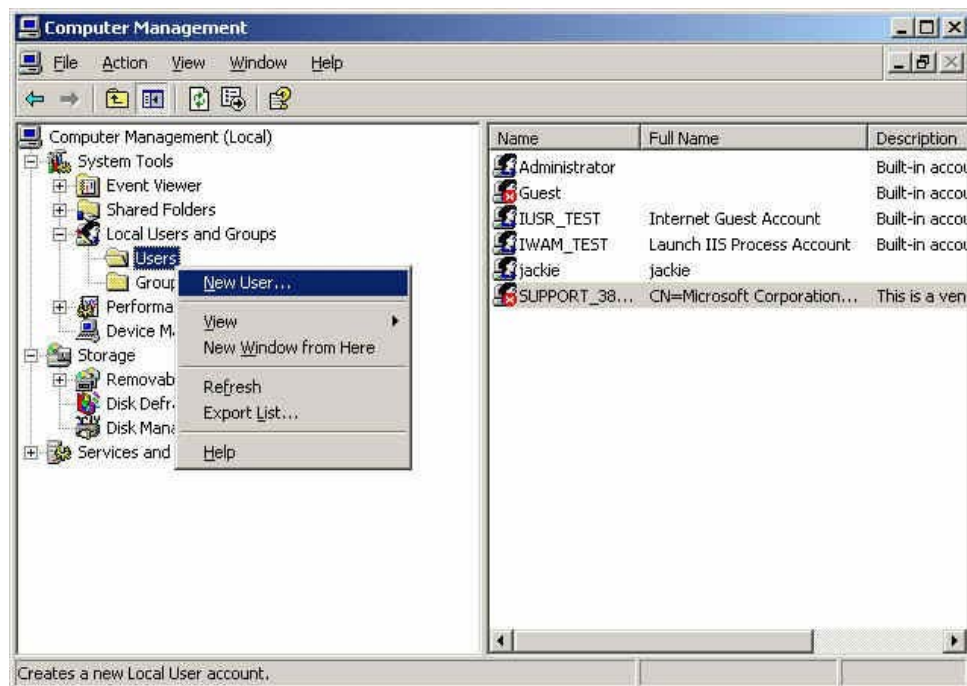 Computer Management
File Action View Window Help
Computer Management (Local)
System Tools
Event Viewer
Shared Folders
Local Users and Groups
Users
Group
Performa
Device M
Storage
Removab
Disk Defr
Disk Man
Services and
New User...
View
New Window from Here
Refresh
Export List...
Help
Name Full Name Description
Administrator Built-in accou
Guest Built-in accou
IUSR_TEST Internet Guest Account Built-in accou
IWAM_TEST Launch IIS Process Account Built-in accou
jackie jackie
SUPPORT_38... CN=Microsoft Corporation... This is a ven
Creates a new Local User account.